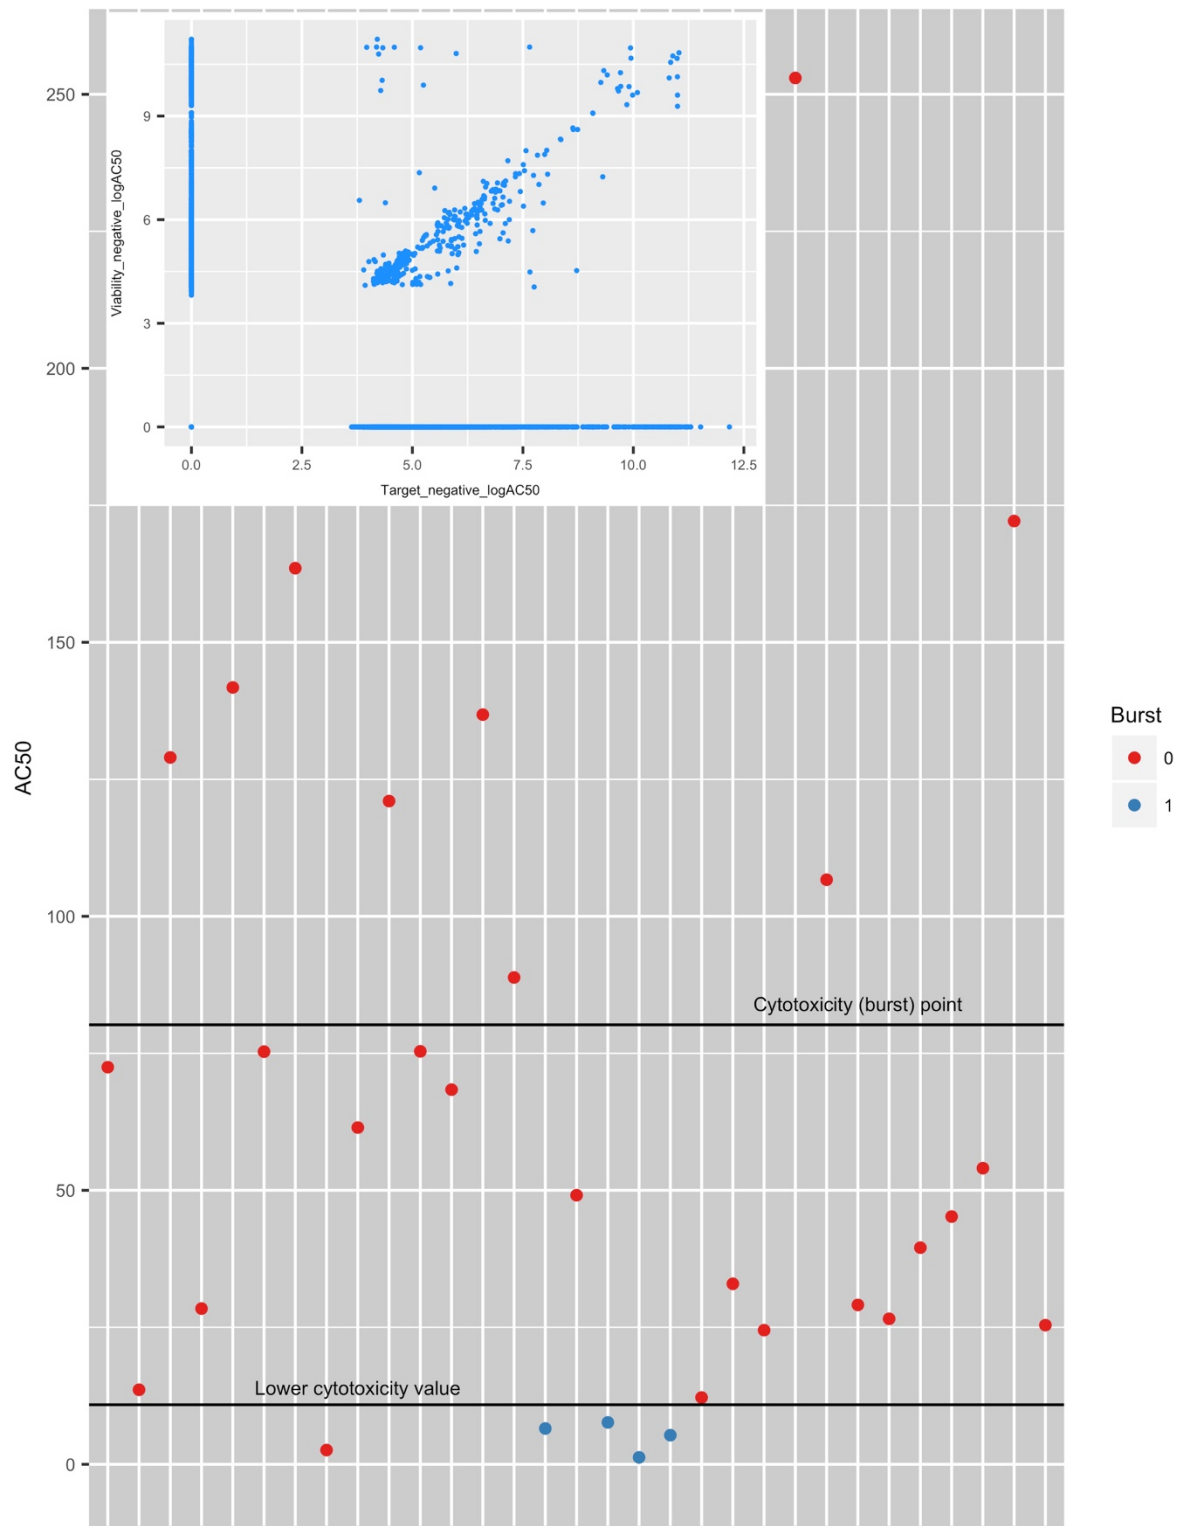 250
200
150
100
50
0
AC50
9
6
3
0
Viability_negative_logAC50
0.0 2.5 5.0 7.5 10.0 12.5
Target_negative_logAC50
Cytotoxicity (burst) point
Lower cytotoxicity value
Burst
0
1